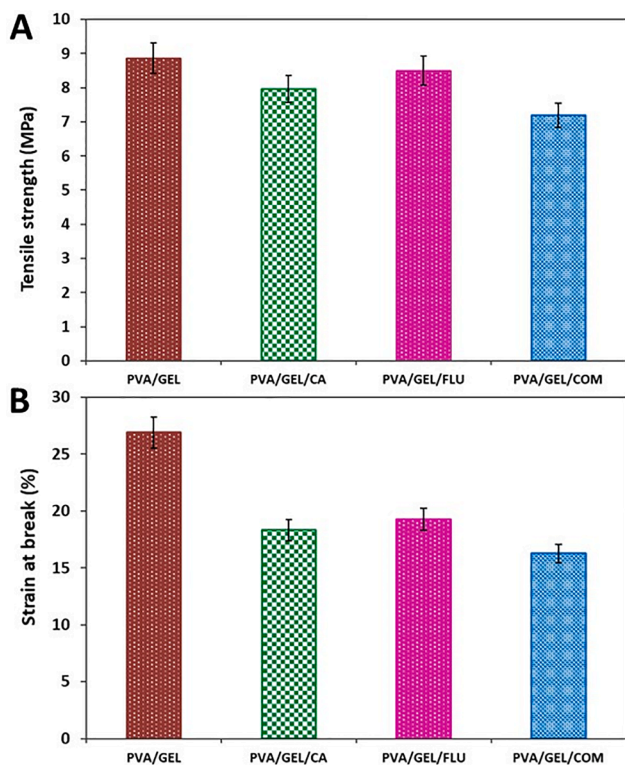 A
Tensile strength (MPa)
10
9
8
7
6
5
4
3
2
1
0
PVA/GEL
PVA/GEL/CA
PVA/GEL/FLU
PVA/GEL/COM
B
Strain at break (%)
30
25
20
15
10
5
0
PVA/GEL
PVA/GEL/CA
PVA/GEL/FLU
PVA/GEL/COM